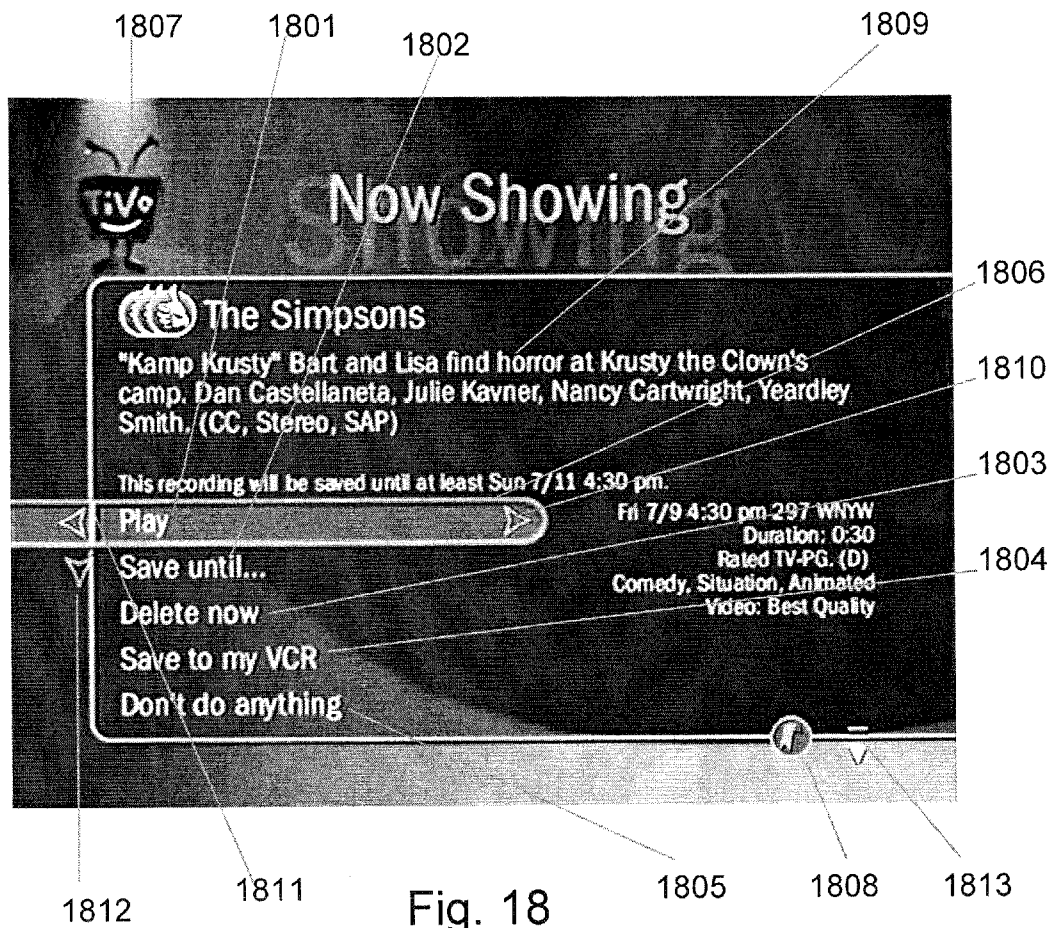 1807 1801 1802 1809
TiVo
Now Showing
Showing
1806
The Simpsons
"Kamp Krusty" Bart and Lisa find horror at Krusty the Clown's
camp. Dan Castellaneta, Julie Kavner, Nancy Cartwright, Yeardley
Smith. (CC, Stereo, SAP)
1810
This recording will be saved until at least Sun 7/11 4:30 pm.
1803
Play
Fri 7/9 4:30 pm 297 WNYW
Duration: 0:30
Save until...
Rated TV-PG. (D)
1804
Comedy, Situation, Animated
Delete now
Video: Best Quality
Save to my VCR
Don't do anything
i
1812 1811 1805 1808 1813
Fig. 18